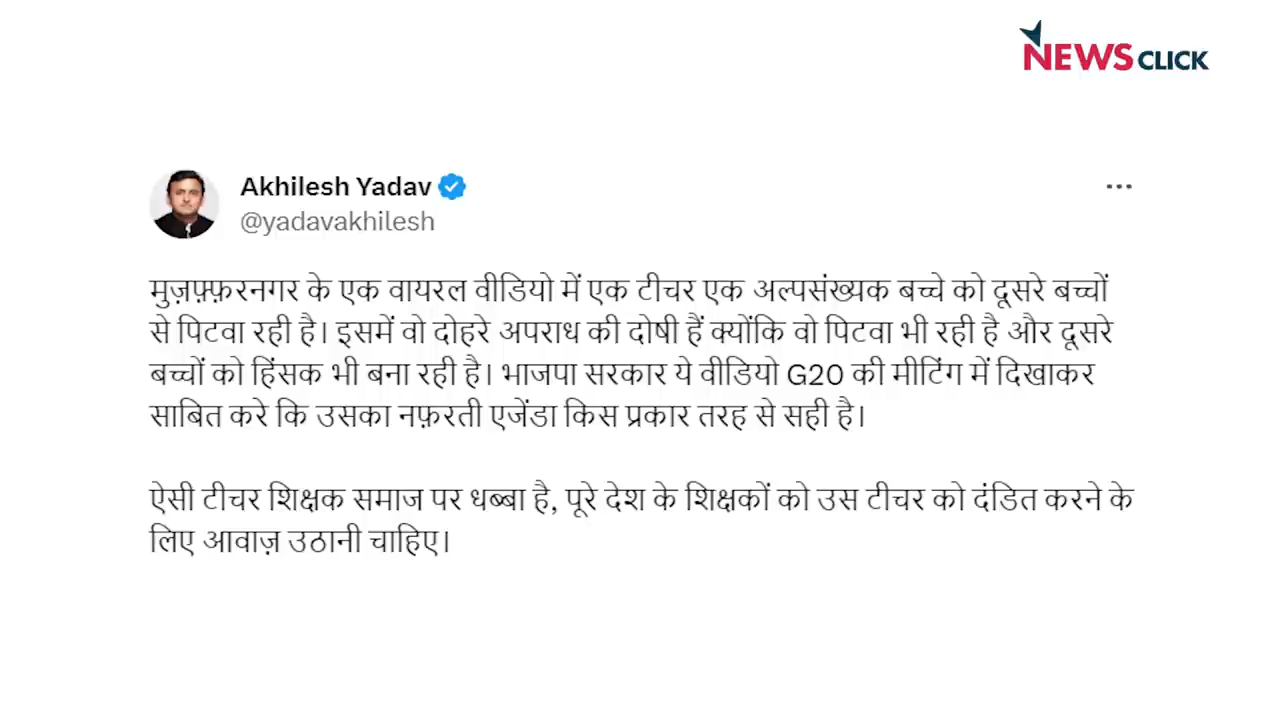 NEWS CLICK
Akhilesh Yadav
@yadavakhilesh
मुज़फ़्फ़रनगर के एक वायरल वीडियो में एक टीचर एक अल्पसंख्यक बच्चे को दूसरे बच्चों
से पिटवा रही है। इसमें वो दोहरे अपराध की दोषी हैं क्योंकि वो पिटवा भी रही है और दूसरे
बच्चों को हिंसक भी बना रही है। भाजपा सरकार ये वीडियो G20 की मीटिंग में दिखाकर
साबित करे कि उसका नफ़रती एजेंडा किस प्रकार तरह से सही है।
ऐसी टीचर शिक्षक समाज पर धब्बा है, पूरे देश के शिक्षकों को उस टीचर को दंडित करने के
लिए आवाज़ उठानी चाहिए।